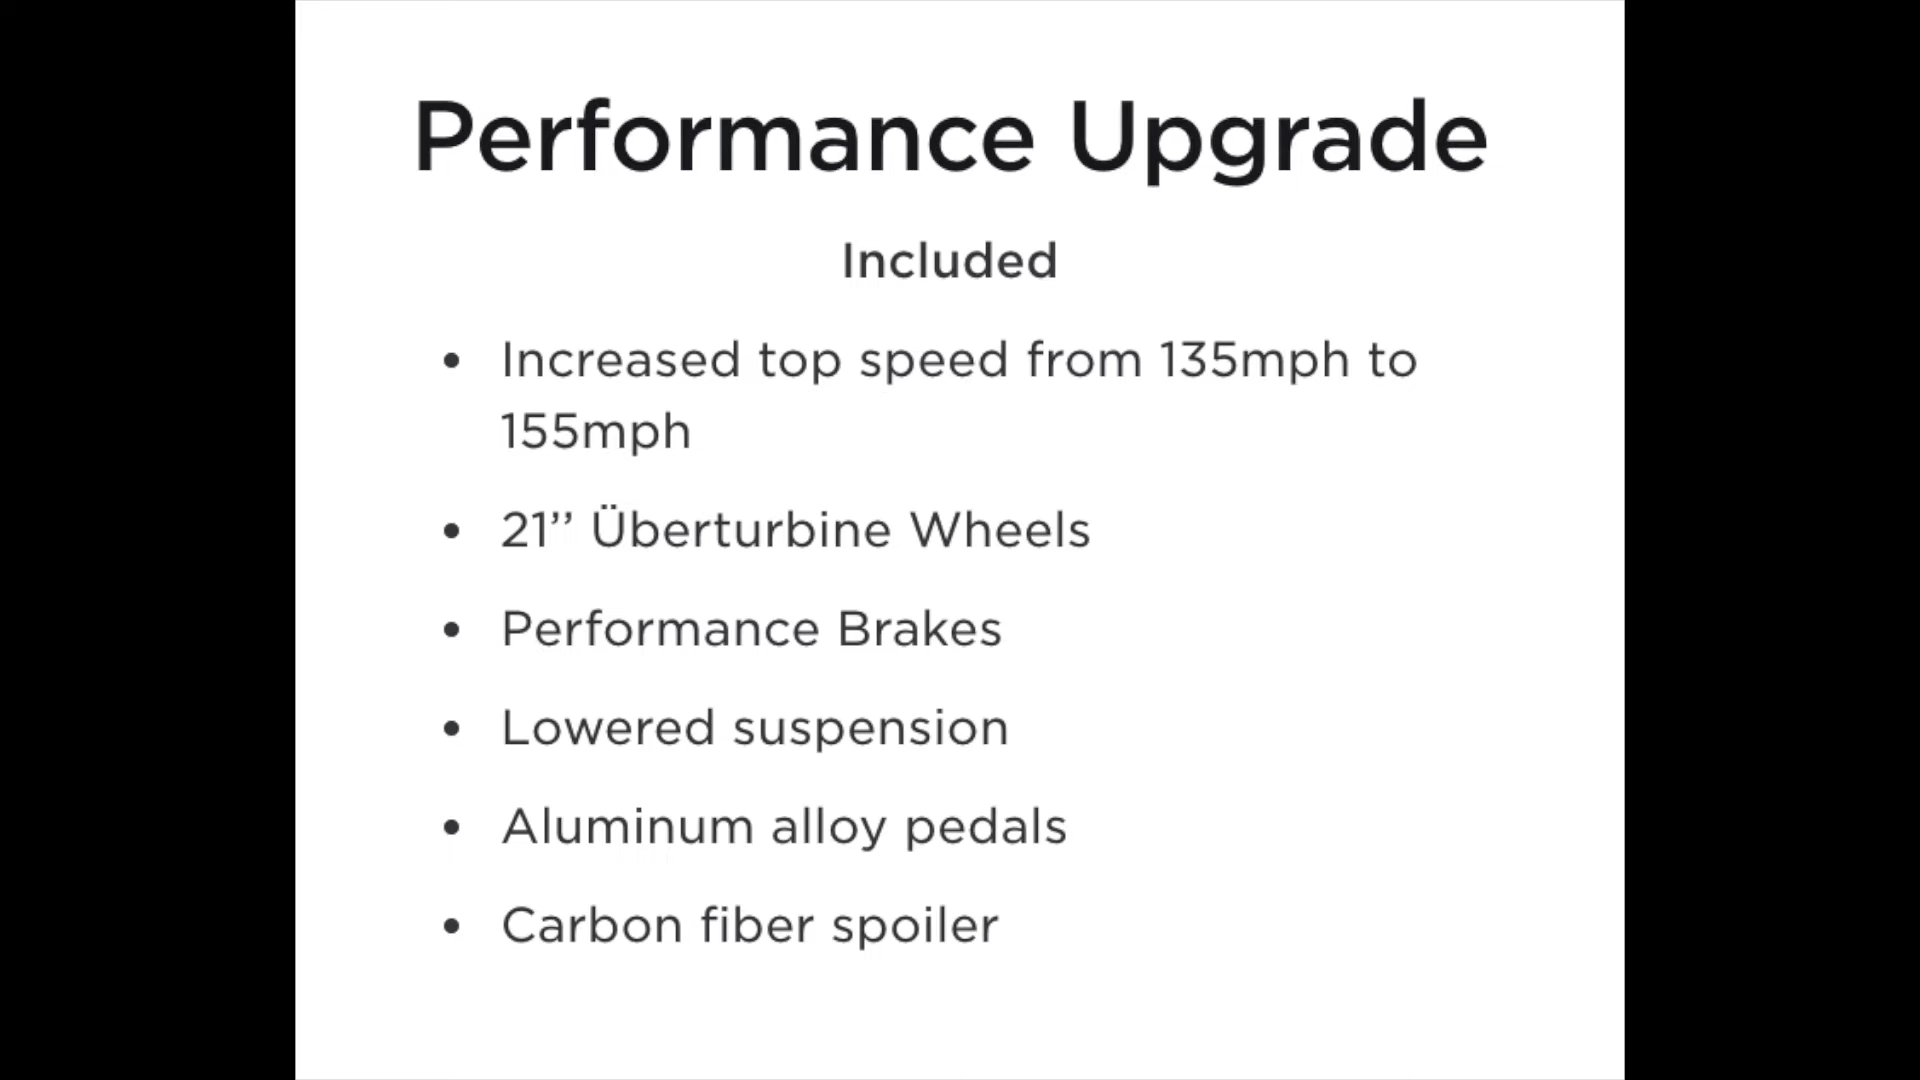 Performance Upgrade
Included
• Increased top speed from 135mph to
155mph
• 21’’ Überturbine Wheels
• Performance Brakes
• Lowered suspension
• Aluminum alloy pedals
• Carbon fiber spoiler